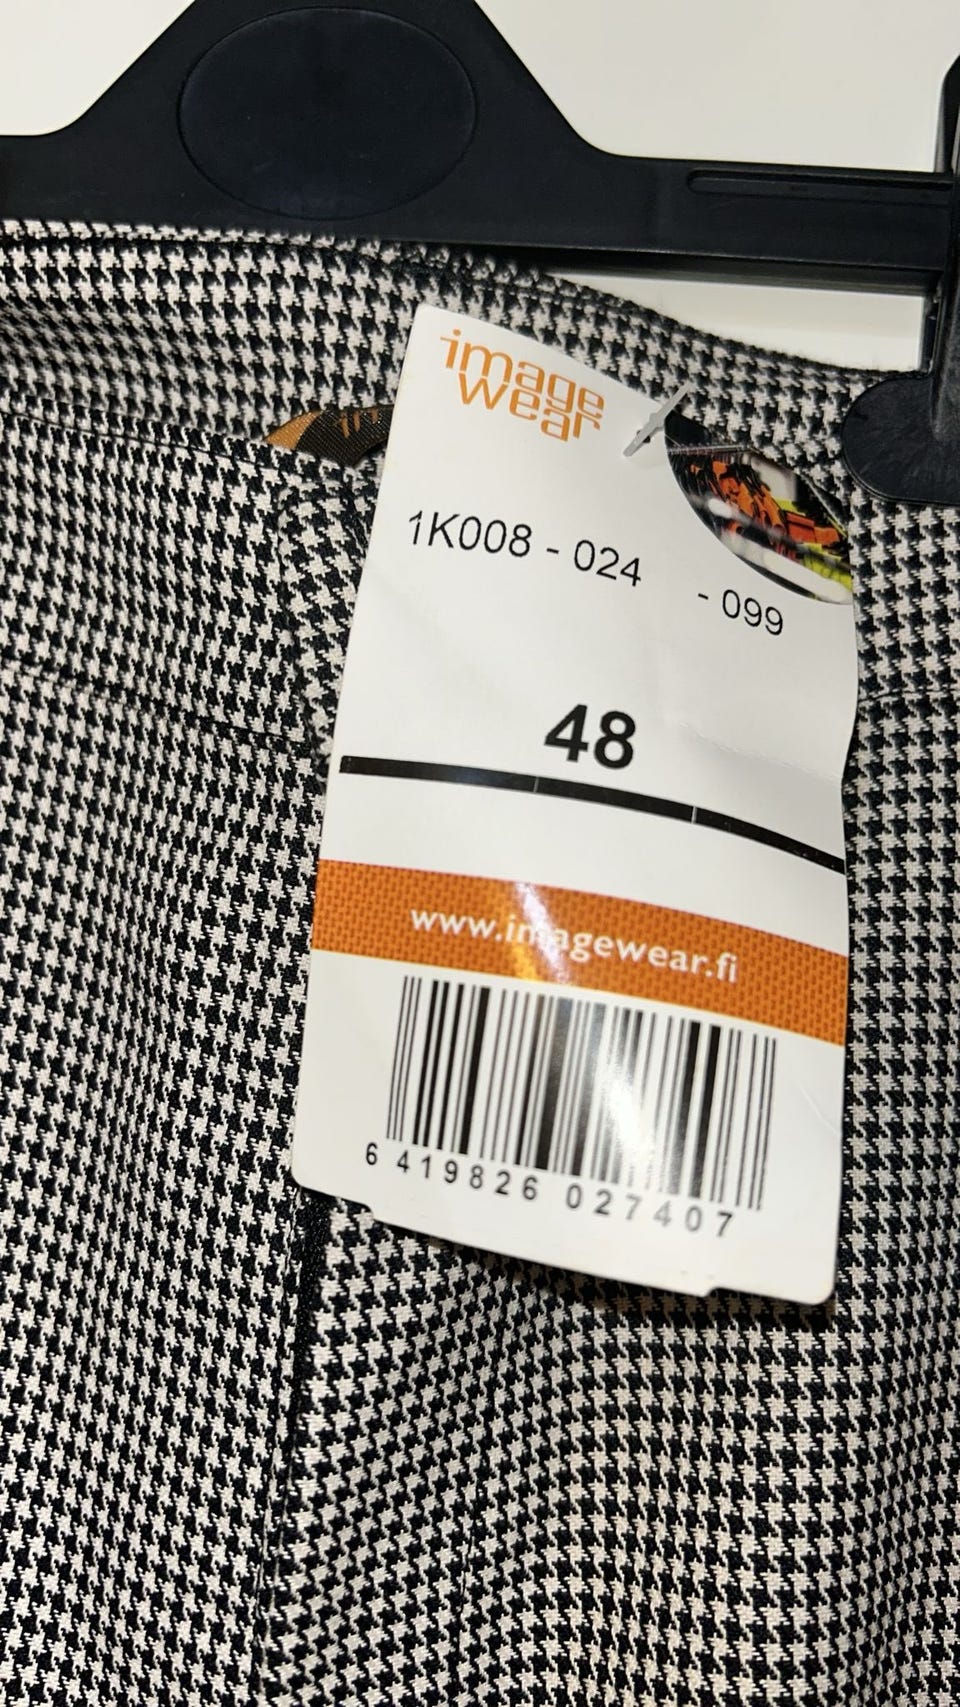 image
wear
1K008 - 024 - 099
48
www.imagewear.fi
6 419826 027407